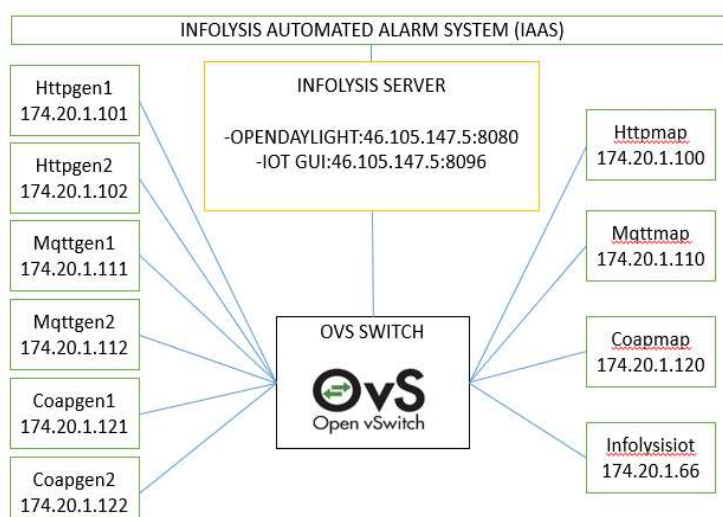 INFOLYSIS AUTOMATED ALARM SYSTEM (IAAS)
Httpgen1
174.20.1.101
Httpgen2
174.20.1.102
Mqttgen1
174.20.1.111
Mqttgen2
174.20.1.112
Coapgen1
174.20.1.121
Coapgen2
174.20.1.122
INFOLYSIS SERVER
-OPENDAYLIGHT:46.105.147.5:8080
-IOT GUI:46.105.147.5:8096
OVS SWITCH
OvS
Open vSwitch
Httpmap
174.20.1.100
Mqttmap
174.20.1.110
Coapmap
174.20.1.120
Infolysisiot
174.20.1.66